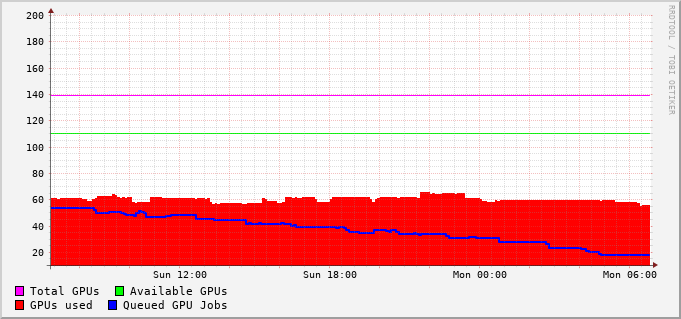 200
180
160
140
120
100
80
60
40
20
Sun 12:00 Sun 18:00 Mon 00:00 Mon 06:00
Total GPUs Available GPUs
GPUs used Queued GPU Jobs
RRDTOOL / TOBI OETIKER